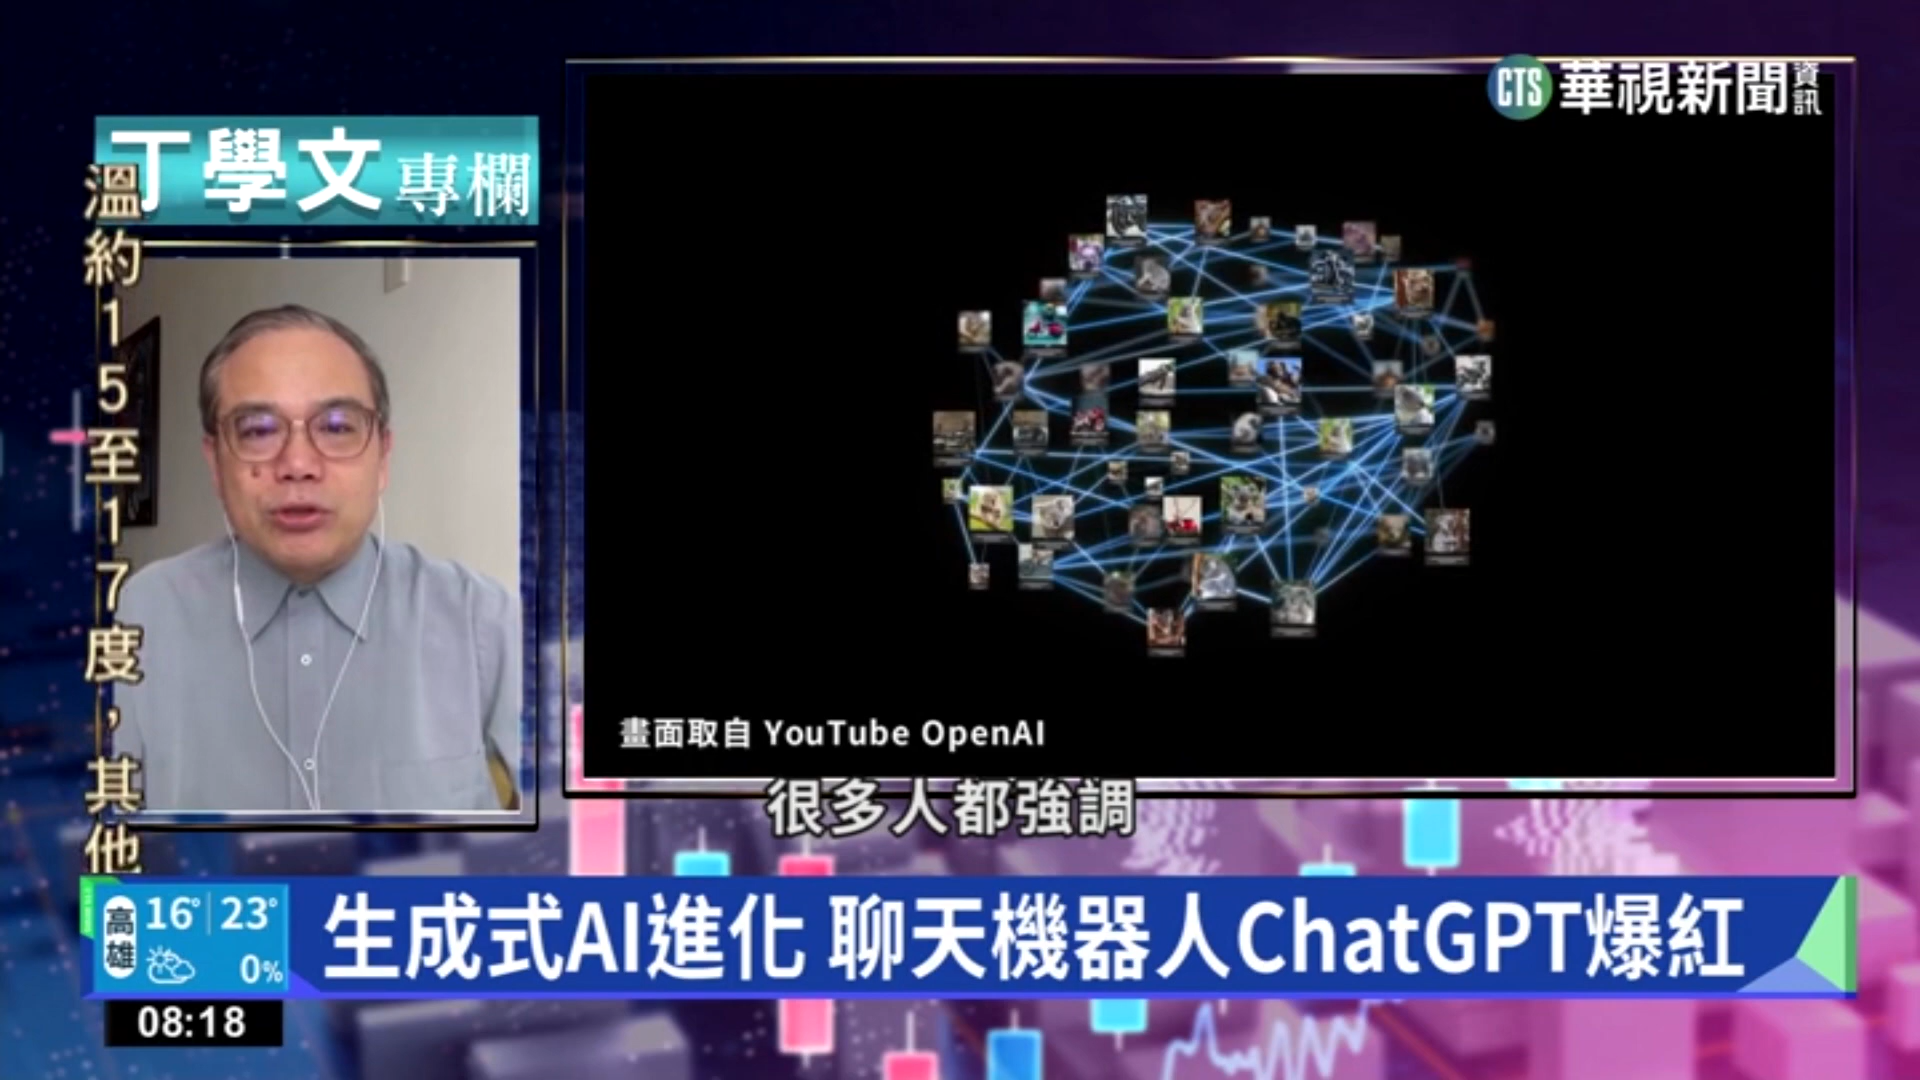 CTS 華視新聞資訊
丁學文專欄
溫約15至17度，其他
畫面取自 YouTube OpenAI
很多人都強調
生成式AI進化 聊天機器人ChatGPT爆紅
高雄
16° 23°
0%
08:18